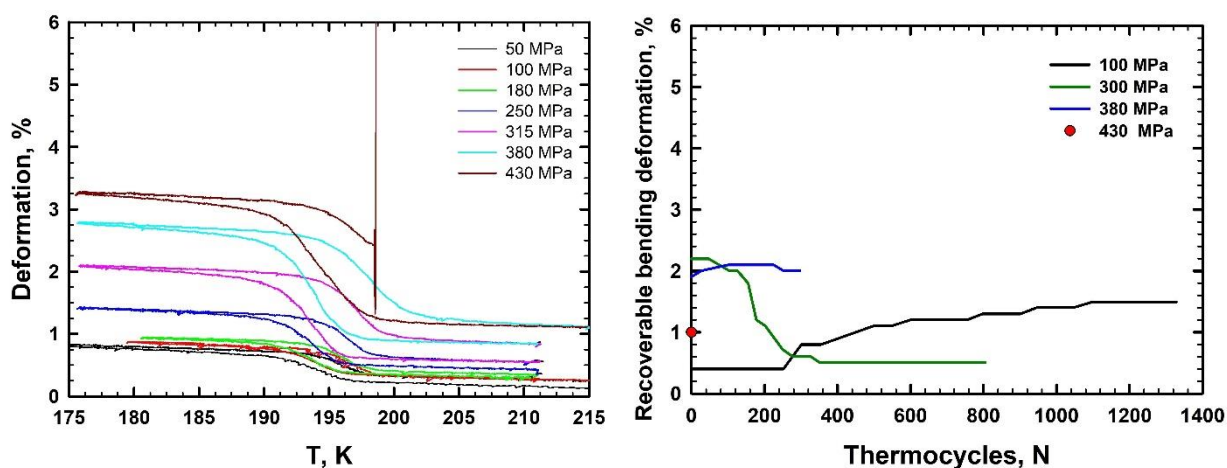 Deformation, %
6
5
4
3
2
1
0
175 180 185 190 195 200 205 210 215
T, K
50 MPa
100 MPa
180 MPa
250 MPa
315 MPa
380 MPa
430 MPa
Recoverable bending deformation, %
6
5
4
3
2
1
0
0 200 400 600 800 1000 1200 1400
Thermocycles, N
100 MPa
300 MPa
380 MPa
430 MPa